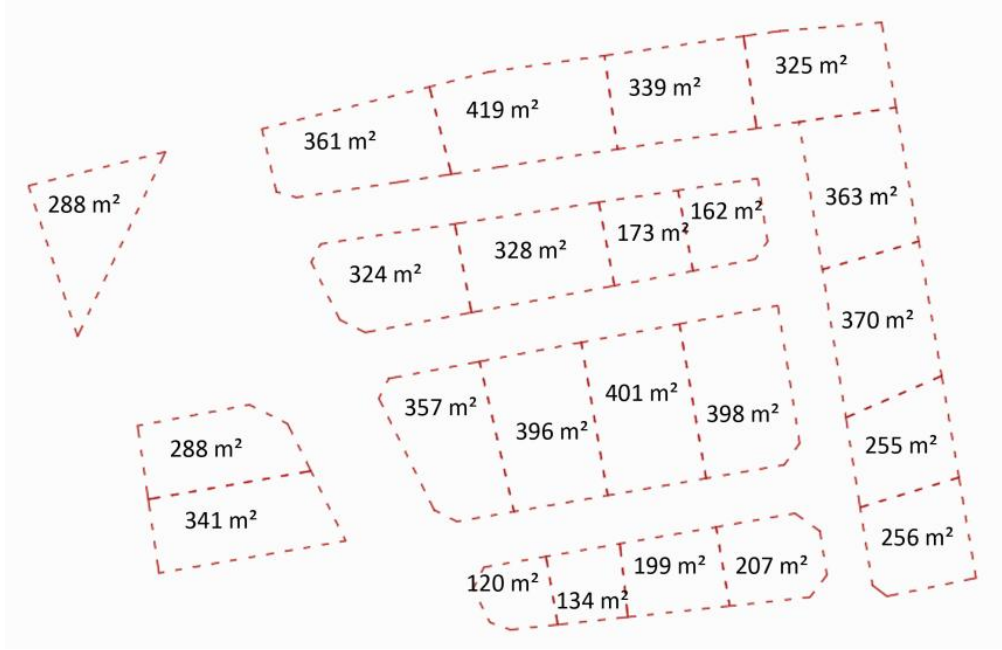 325 m²
339 m²
419 m²
361 m²
288 m²
363 m²
162 m²
173 m²
328 m²
324 m²
370 m²
401 m²
357 m²
398 m²
396 m²
288 m²
255 m²
341 m²
256 m²
199 m²
207 m²
120 m²
134 m²